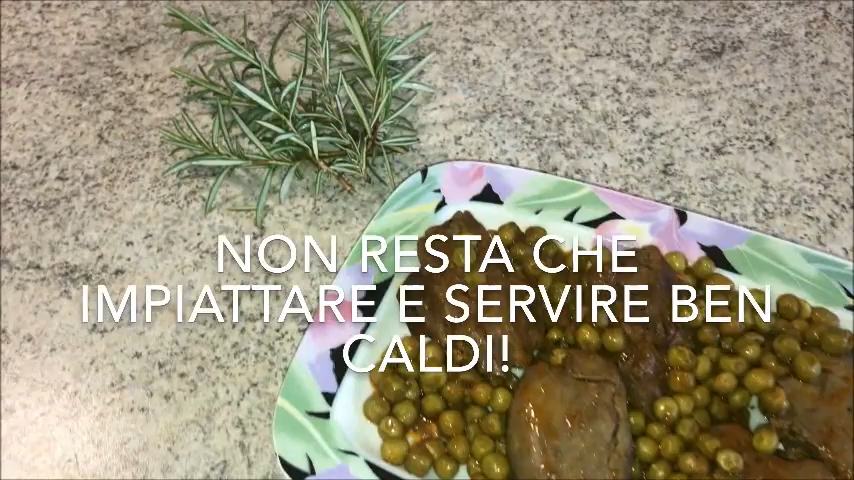 NON RESTA CHE
IMPIATTARE E SERVIRE BEN
CALDI!